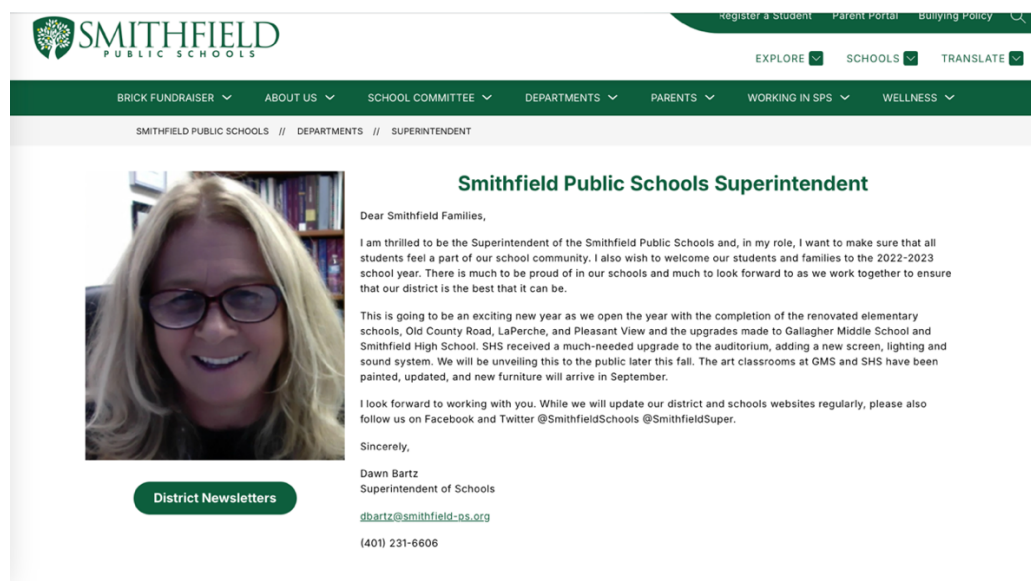 Register a Student Parent Portal Bullying Policy
SMITHFIELD
PUBLIC SCHOOLS
EXPLORE SCHOOLS TRANSLATE
BRICK FUNDRAISER ABOUT US SCHOOL COMMITTEE DEPARTMENTS PARENTS WORKING IN SPS WELLNESS
SMITHFIELD PUBLIC SCHOOLS // DEPARTMENTS // SUPERINTENDENT
Smithfield Public Schools Superintendent
Dear Smithfield Families,
I am thrilled to be the Superintendent of the Smithfield Public Schools and, in my role, I want to make sure that all
students feel a part of our school community. I also wish to welcome our students and families to the 2022-2023
school year. There is much to be proud of in our schools and much to look forward to as we work together to ensure
that our district is the best that it can be.
This is going to be an exciting new year as we open the year with the completion of the renovated elementary
schools, Old County Road, LaPerche, and Pleasant View and the upgrades made to Gallagher Middle School and
Smithfield High School. SHS received a much-needed upgrade to the auditorium, adding a new screen, lighting and
sound system. We will be unveiling this to the public later this fall. The art classrooms at GMS and SHS have been
painted, updated, and new furniture will arrive in September.
I look forward to working with you. While we will update our district and schools websites regularly, please also
follow us on Facebook and Twitter @SmithfieldSchools @SmithfieldSuper.
Sincerely,
Dawn Bartz
Superintendent of Schools
dbartz@smithfield-ps.org
(401) 231-6606
District Newsletters